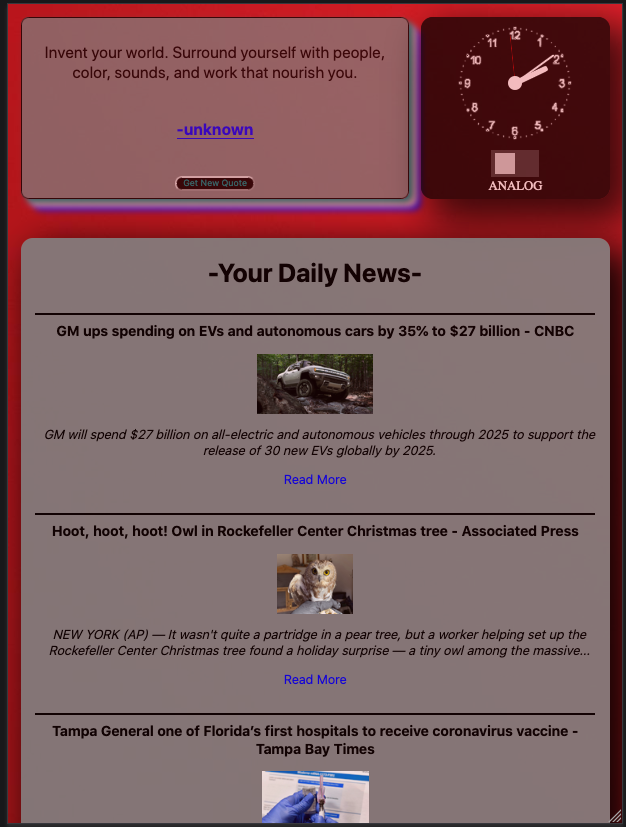 Invent your world. Surround yourself with people,
color, sounds, and work that nourish you.
-unknown
Get New Quote
12
1
2
3
4
5
6
7
8
9
10
11
ANALOG
-Your Daily News-
GM ups spending on EVs and autonomous cars by 35% to $27 billion - CNBC
GM will spend $27 billion on all-electric and autonomous vehicles through 2025 to support the
release of 30 new EVs globally by 2025.
Read More
Hoot, hoot, hoot! Owl in Rockefeller Center Christmas tree - Associated Press
NEW YORK (AP) — It wasn't quite a partridge in a pear tree, but a worker helping set up the
Rockefeller Center Christmas tree found a holiday surprise — a tiny owl among the massive...
Read More
Tampa General one of Florida’s first hospitals to receive coronavirus vaccine -
Tampa Bay Times